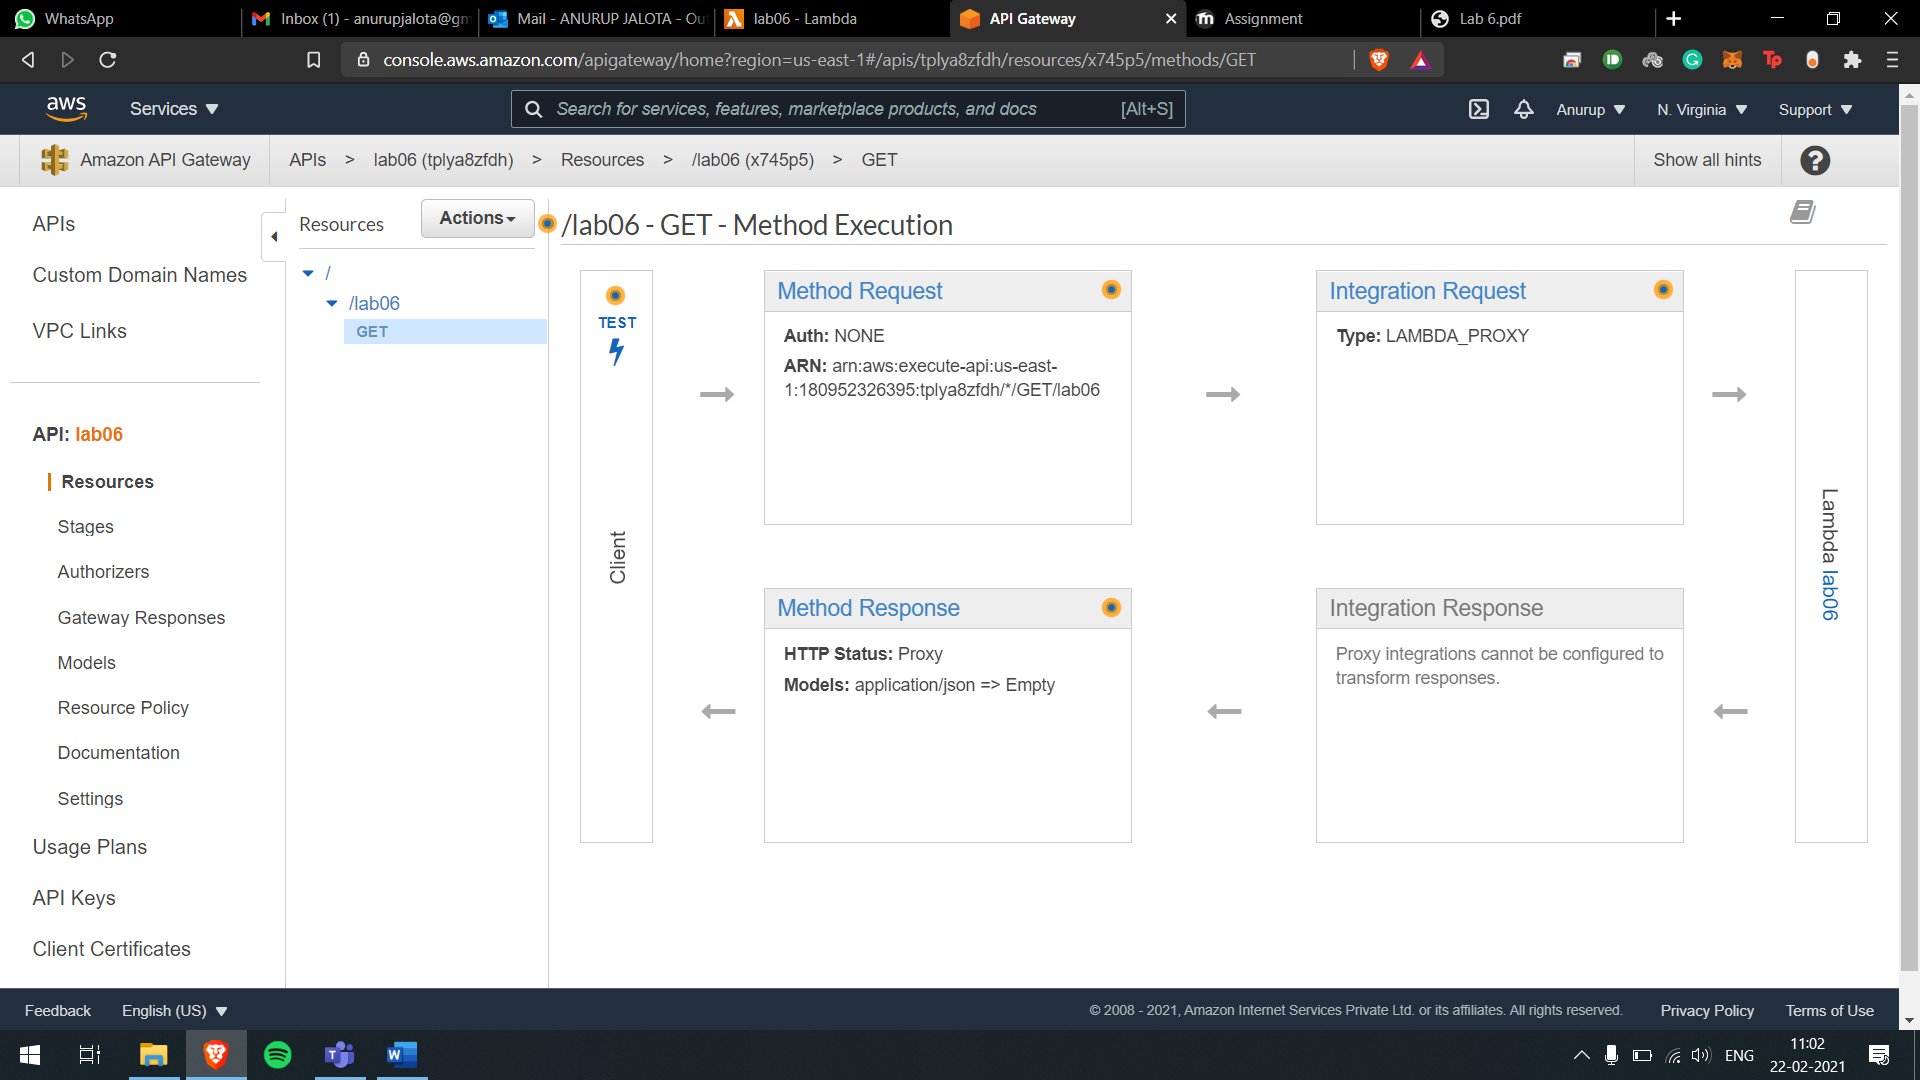 WhatsApp
Inbox (1) - anurupjalota@gm
Mail - ANURUP JALOTA - Ou
lab06 - Lambda
API Gateway
Assignment
Lab 6.pdf
console.aws.amazon.com/apigateway/home?region=us-east-1#/apis/tplya8zfdh/resources/x745p5/methods/GET
aws
Services
Search for services, features, marketplace products, and docs
[Alt+S]
Anurup
N. Virginia
Support
Amazon API Gateway
APIs > lab06 (tplya8zfdh) > Resources > /lab06 (x745p5) > GET
Show all hints
APIs
Custom Domain Names
VPC Links
API: lab06
Resources
Stages
Authorizers
Gateway Responses
Models
Resource Policy
Documentation
Settings
Usage Plans
API Keys
Client Certificates
Resources
Actions
/
/lab06
GET
/lab06 - GET - Method Execution
TEST
Client
Method Request
Auth: NONE
ARN: arn:aws:execute-api:us-east-
1:180952326395:tplya8zfdh/*/GET/lab06
Integration Request
Type: LAMBDA_PROXY
Lambda lab06
Method Response
HTTP Status: Proxy
Models: application/json => Empty
Integration Response
Proxy integrations cannot be configured to
transform responses.
Feedback
English (US)
© 2008 - 2021, Amazon Internet Services Private Ltd. or its affiliates. All rights reserved.
Privacy Policy
Terms of Use
ENG
11:02
22-02-2021